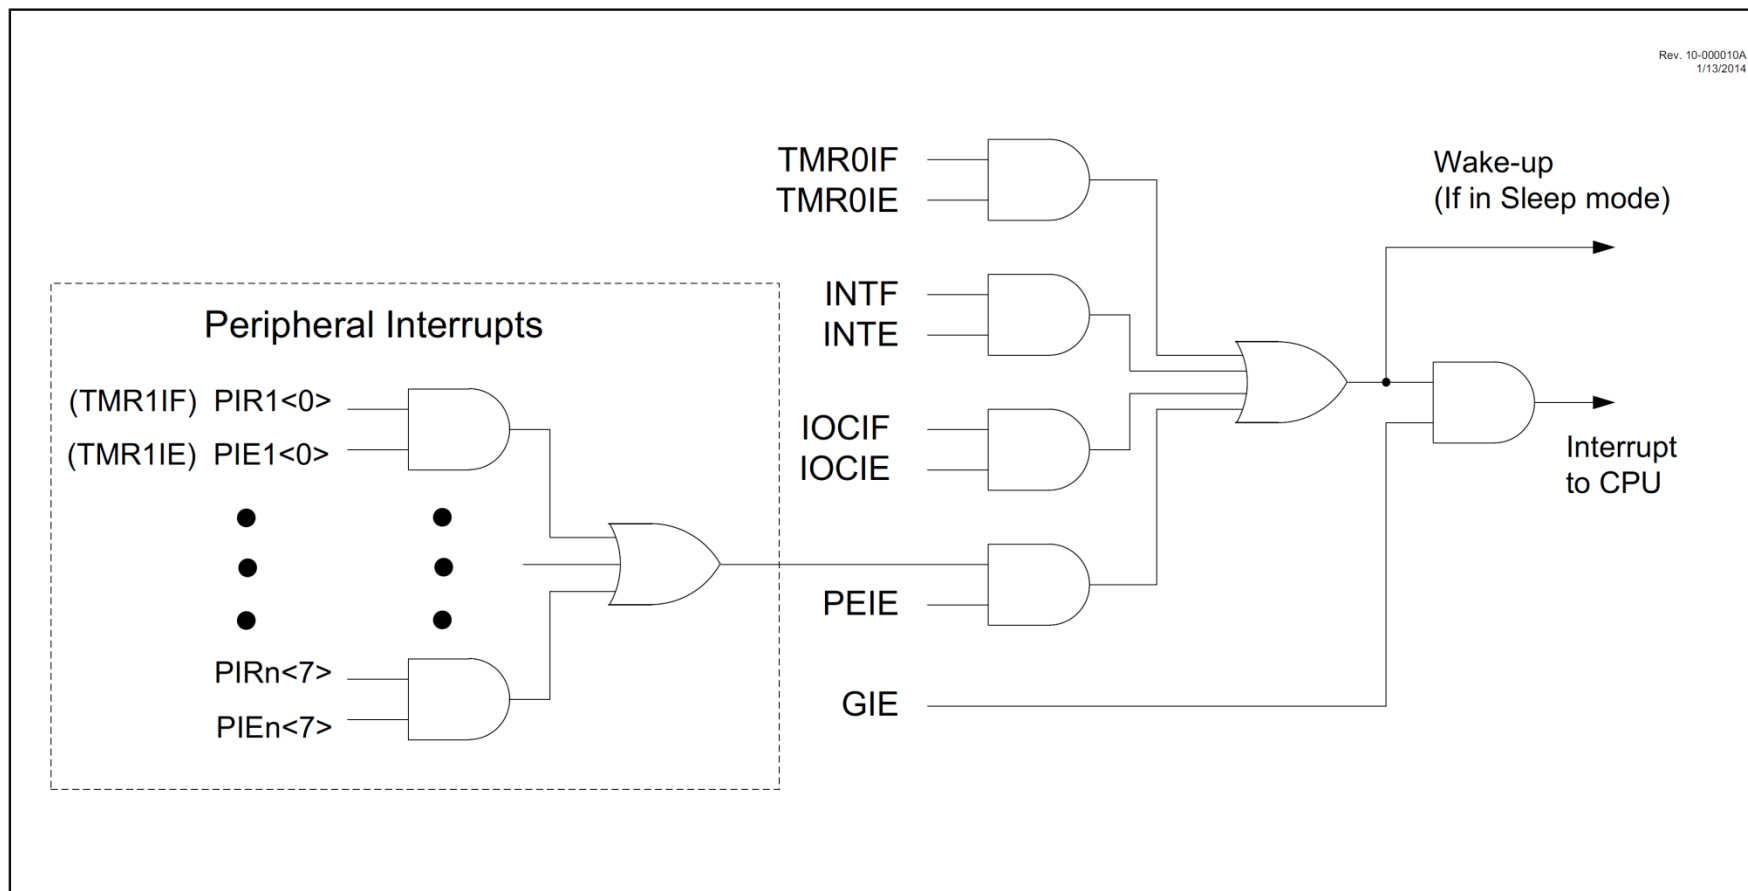 Rev. 10-000010A
1/13/2014
TMR0IF
TMR0IE
Wake-up
(If in Sleep mode)
INTF
INTE
Peripheral Interrupts
(TMR1IF) PIR1<0>
(TMR1IE) PIE1<0>
IOCIF
IOCIE
Interrupt
to CPU
PEIE
PIRn<7>
PIEn<7>
GIE